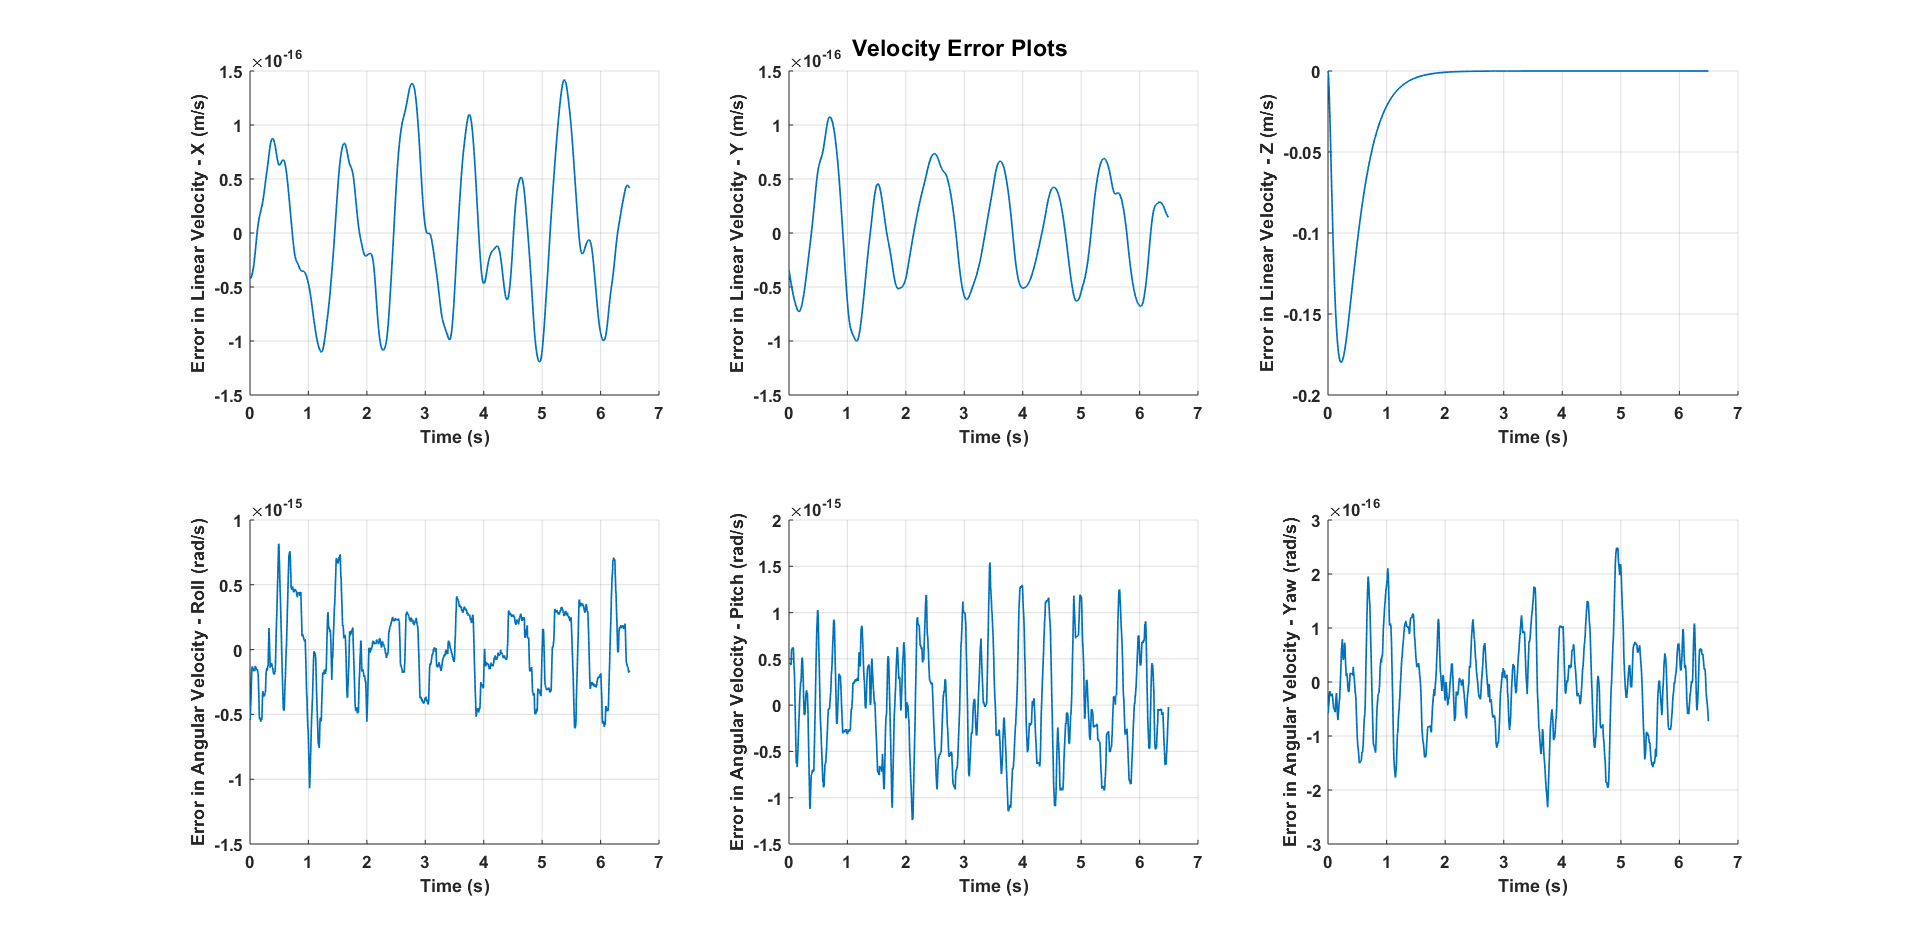 Velocity Error Plots
×10-16
1.5
1
0.5
0
-0.5
-1
-1.5
0 1 2 3 4 5 6 7
Time (s)
Error in Linear Velocity - X (m/s)
×10-16
1.5
1
0.5
0
-0.5
-1
-1.5
0 1 2 3 4 5 6 7
Time (s)
Error in Linear Velocity - Y (m/s)
0
-0.05
-0.1
-0.15
-0.2
0 1 2 3 4 5 6 7
Time (s)
Error in Linear Velocity - Z (m/s)
×10-15
1
0.5
0
-0.5
-1
-1.5
0 1 2 3 4 5 6 7
Time (s)
Error in Angular Velocity - Roll (rad/s)
×10-15
2
1.5
1
0.5
0
-0.5
-1
-1.5
0 1 2 3 4 5 6 7
Time (s)
Error in Angular Velocity - Pitch (rad/s)
×10-16
3
2
1
0
-1
-2
-3
0 1 2 3 4 5 6 7
Time (s)
Error in Angular Velocity - Yaw (rad/s)